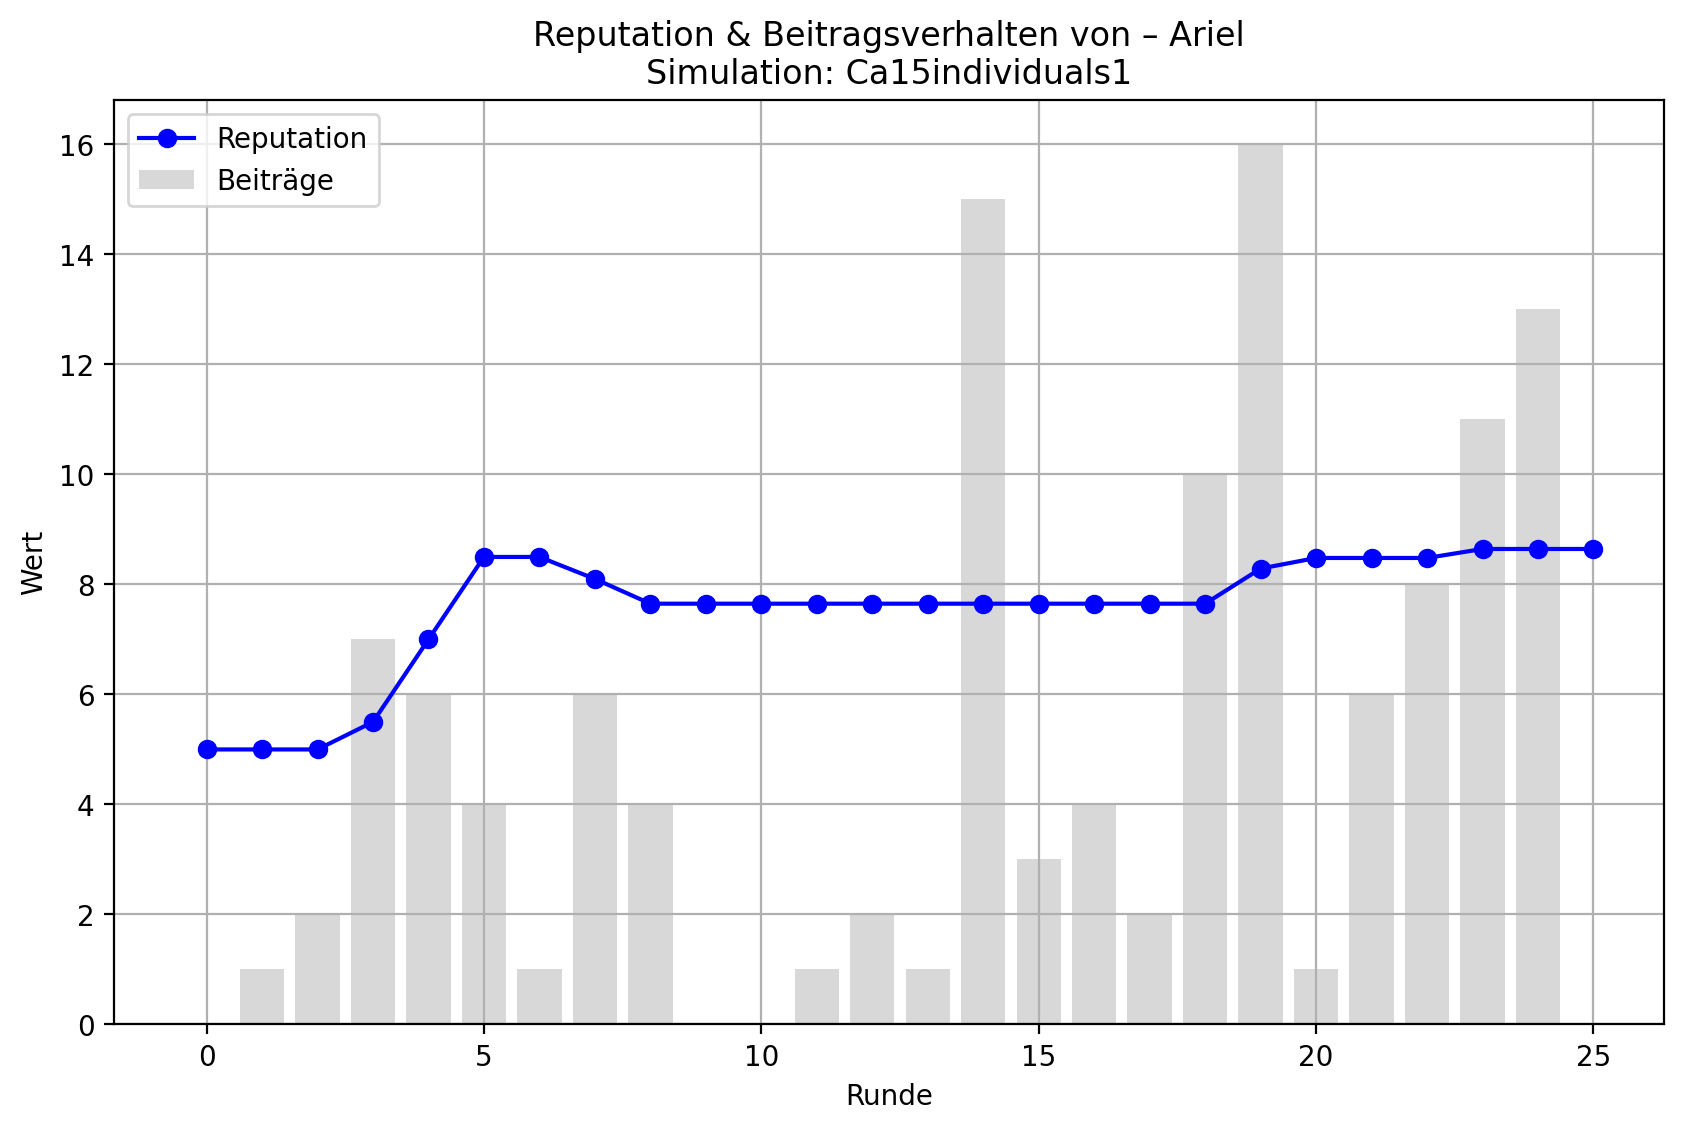 Reputation & Beitragsverhalten von – Ariel
Simulation: Ca15individuals1
Reputation
Beiträge
Wert
16
14
12
10
8
6
4
2
0
0 5 10 15 20 25
Runde